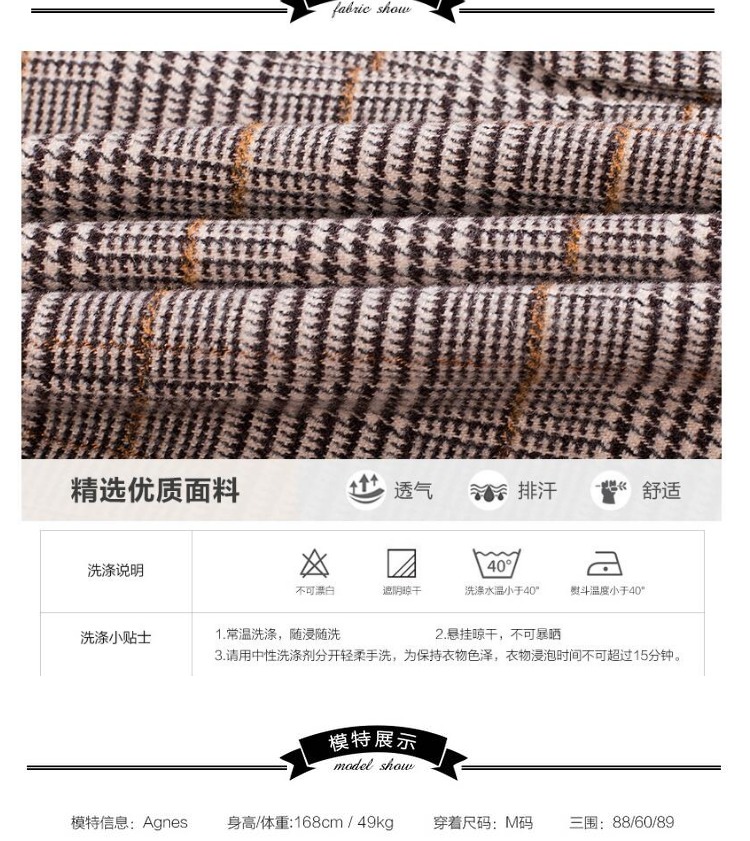 fabric show
精选优质面料
透气
排汗
舒适
洗涤说明
40°
不可漂白
遮阴晾干
洗涤水温小于40°
熨斗温度小于40°
洗涤小贴士
1.常温洗涤，随浸随洗
2.悬挂晾干，不可暴晒
3.请用中性洗涤剂分开轻柔手洗，为保持衣物色泽，衣物浸泡时间不可超过15分钟。
模特展示
model show
模特信息：Agnes
身高/体重:168cm / 49kg
穿着尺码：M码
三围：88/60/89